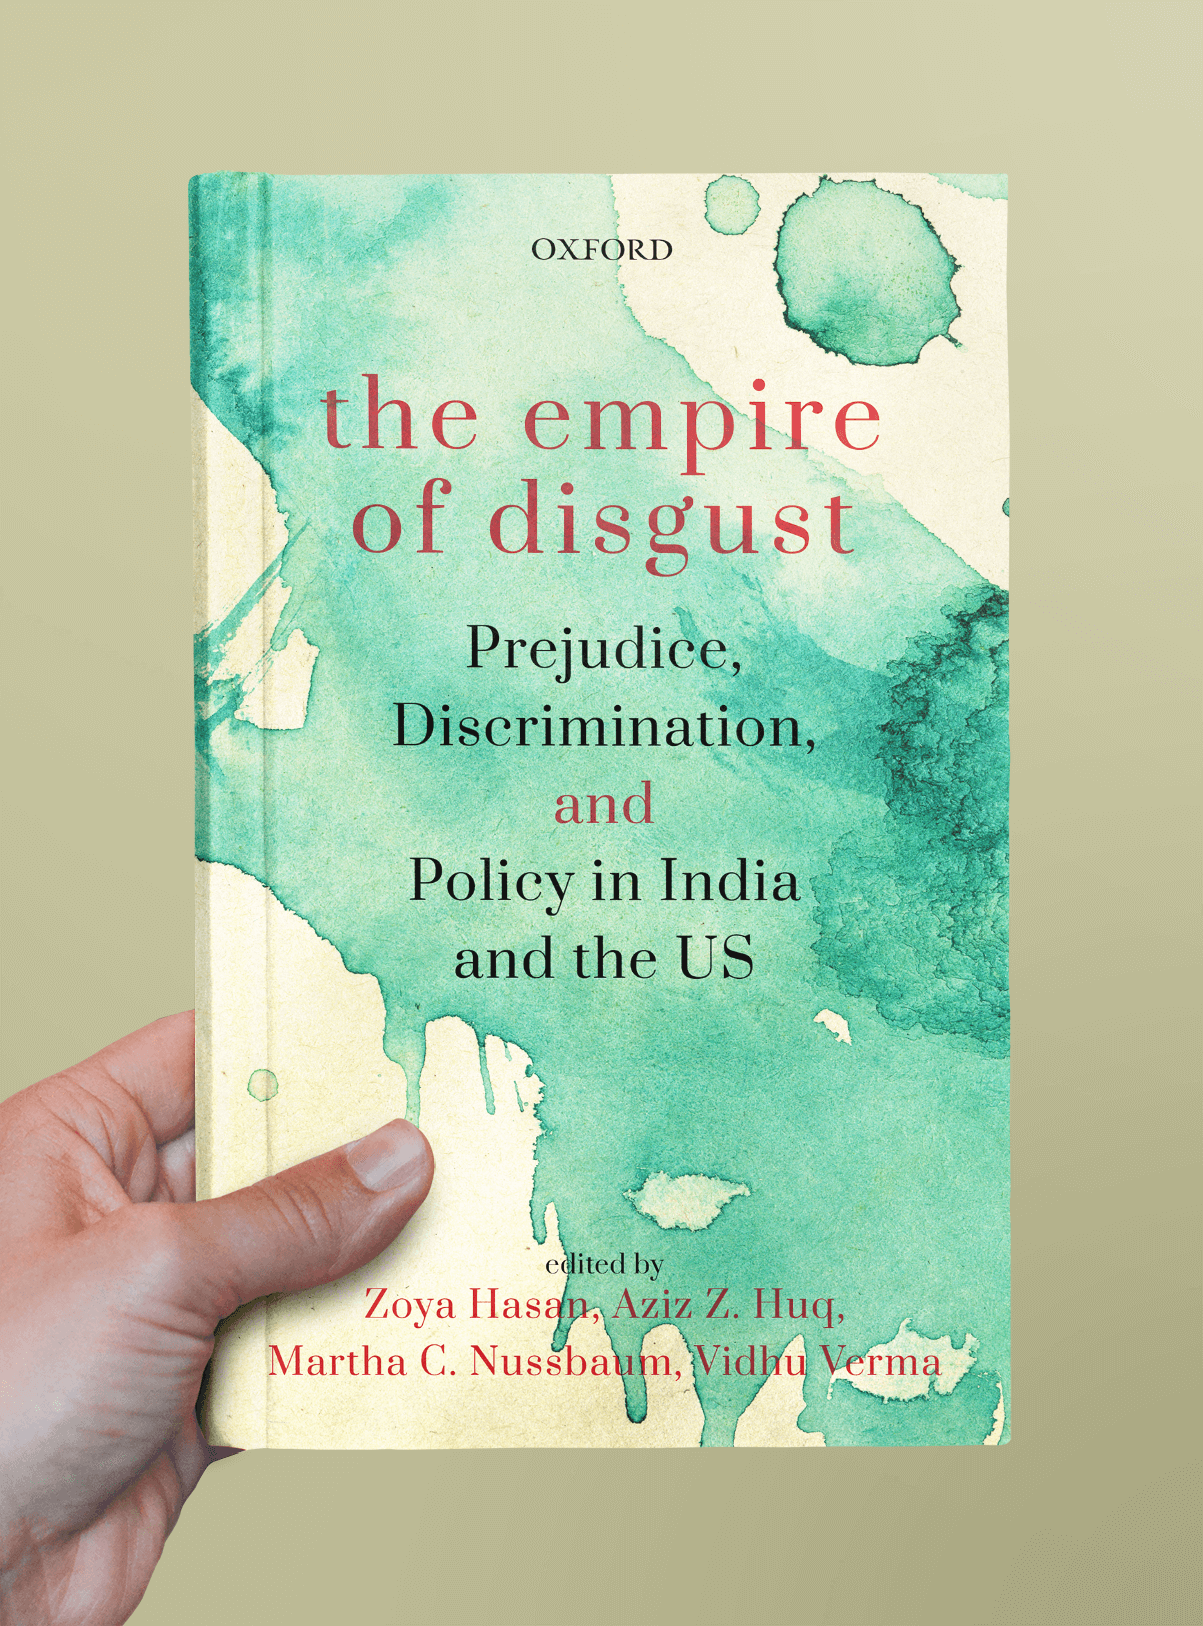 OXFORD
the empire
of disgust
Prejudice,
Discrimination,
and
Policy in India
and the US
edited by
Zoya Hasan, Aziz Z. Huq,
Martha C. Nussbaum, Vidhu Verma